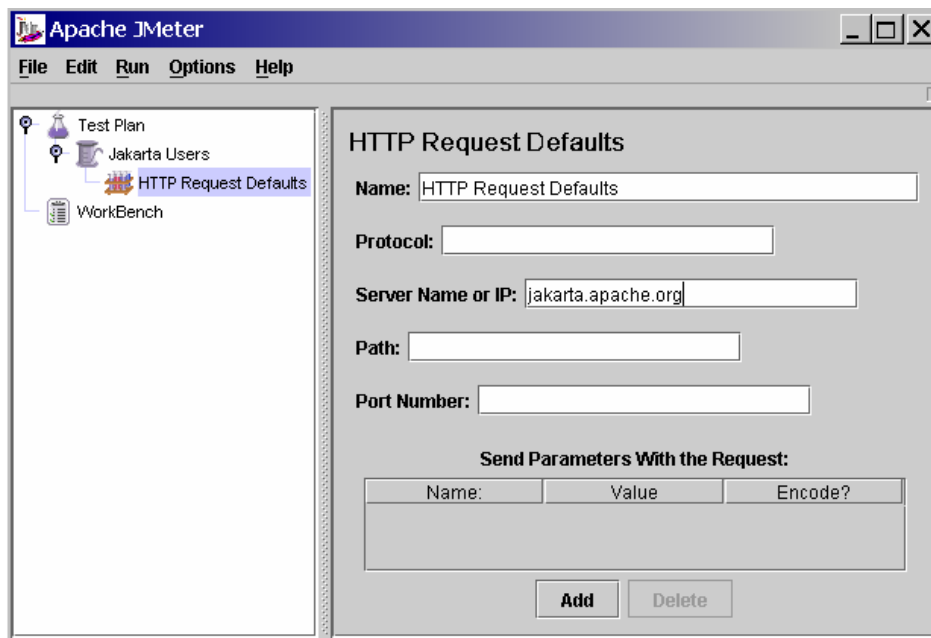 Apache JMeter
File Edit Run Options Help
Test Plan
Jakarta Users
HTTP Request Defaults
WorkBench
HTTP Request Defaults
Name: HTTP Request Defaults
Protocol:
Server Name or IP: jakarta.apache.org
Path:
Port Number:
Send Parameters With the Request:
Name: Value Encode?
Add Delete